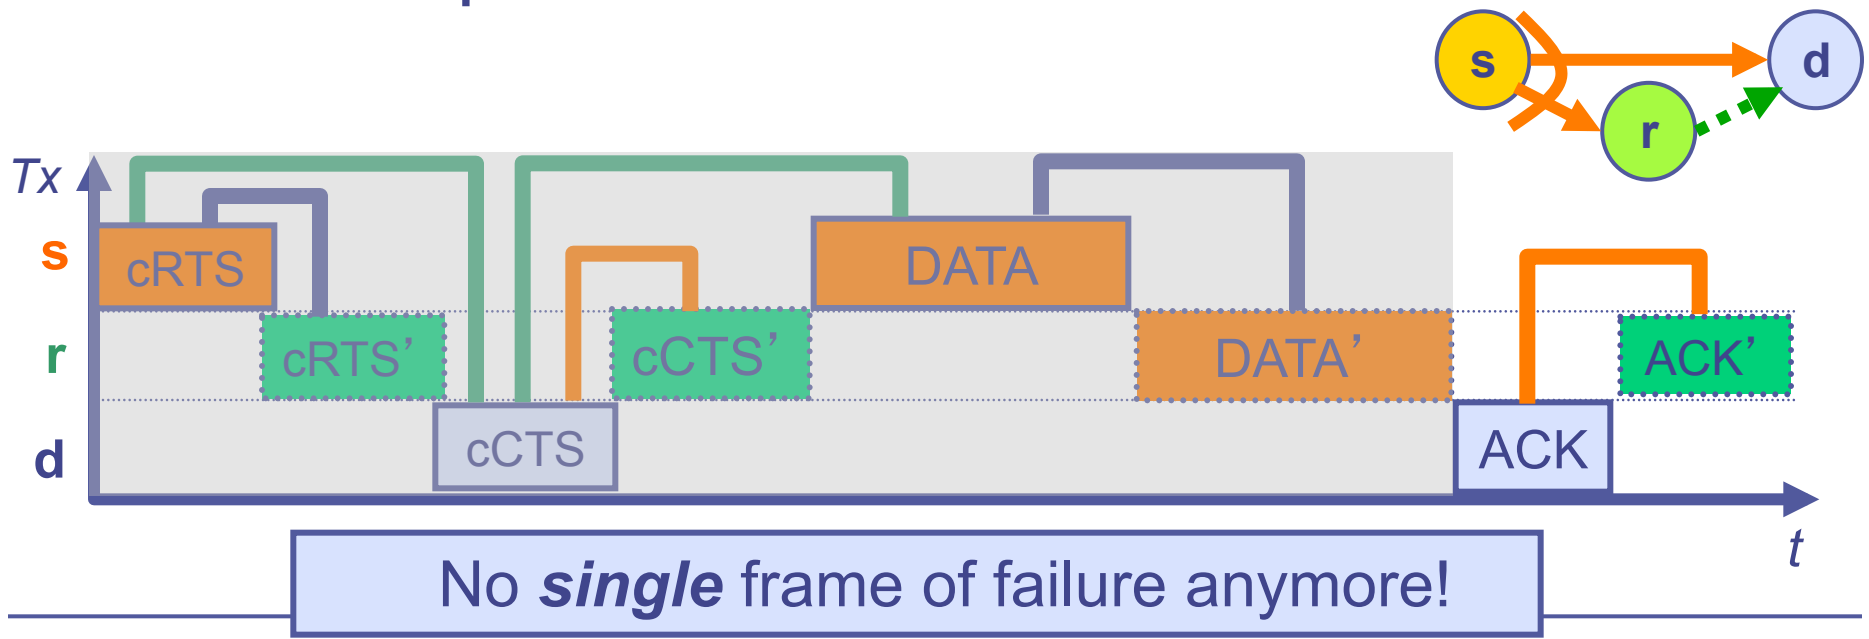 s
d
r
Tx
s
cRTS
DATA
r
cRTS’
cCTS’
DATA’
ACK’
d
cCTS
ACK
t
No single frame of failure anymore!